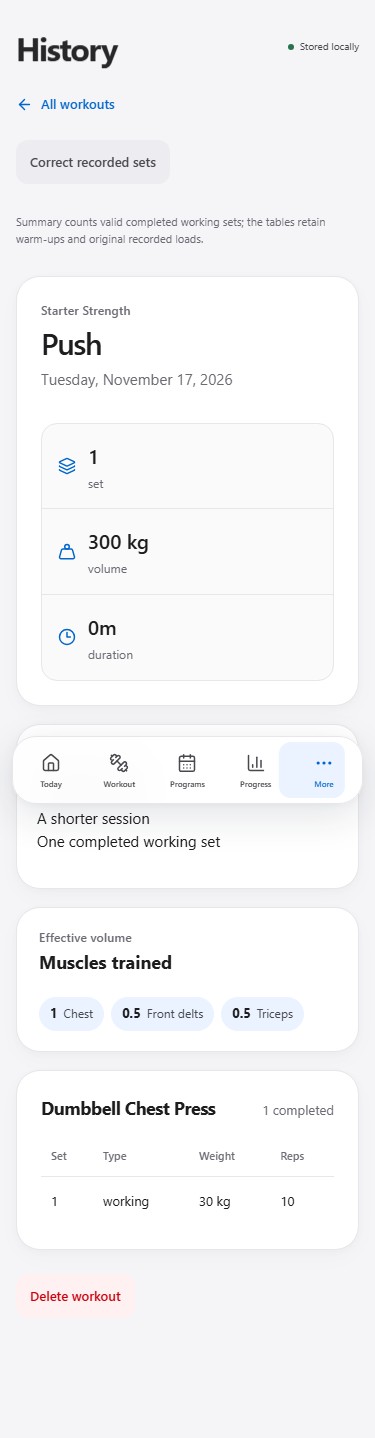 History
Stored locally
All workouts
Correct recorded sets
Summary counts valid completed working sets; the tables retain
warm-ups and original recorded loads.
Starter Strength
Push
Tuesday, November 17, 2026
1
set
300 kg
volume
0m
duration
Today
Workout
Programs
Progress
More
A shorter session
One completed working set
Effective volume
Muscles trained
1 Chest
0.5 Front delts
0.5 Triceps
Dumbbell Chest Press
1 completed
Set Type Weight Reps
1 working 30 kg 10
Delete workout